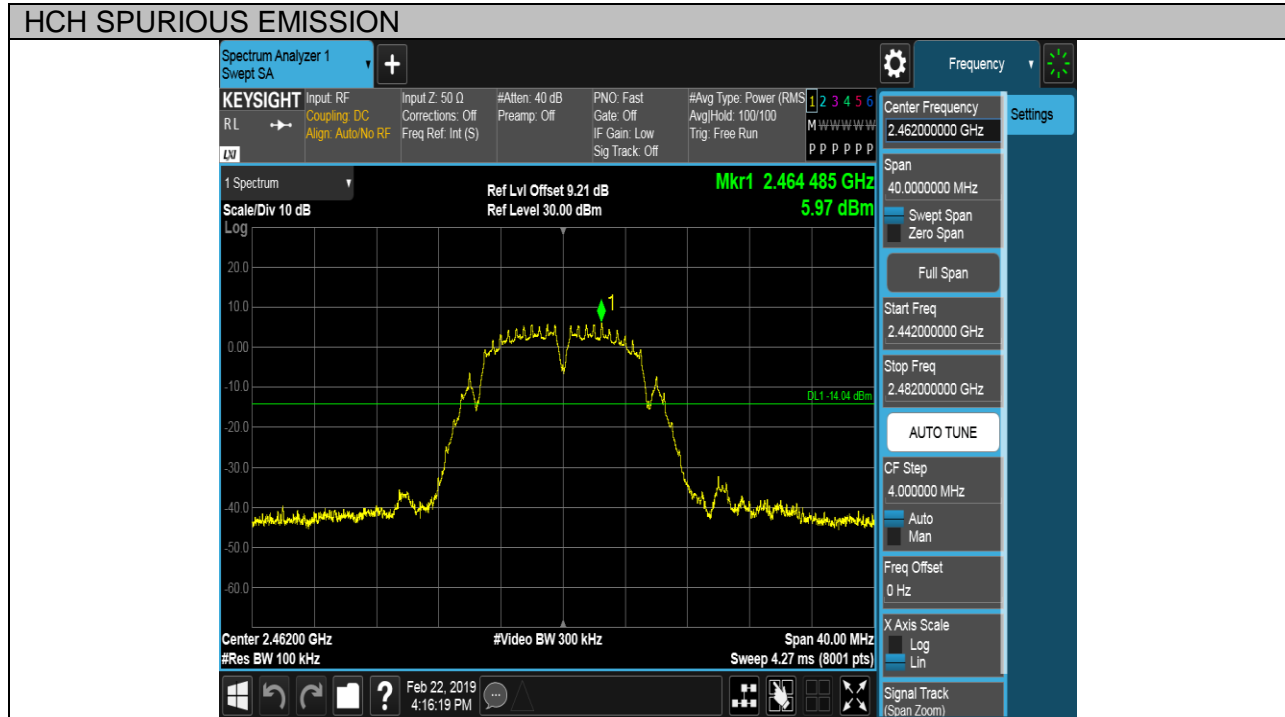 HCH SPURIOUS EMISSION
Spectrum Analyzer 1
Swept SA
+
Frequency
KEYSIGHT
RL
LXI
Input: RF
Coupling: DC
Align: Auto/No RF
Input Z: 50 Ω
Corrections: Off
Freq Ref: Int (S)
#Atten: 40 dB
Preamp: Off
PNO: Fast
Gate: Off
IF Gain: Low
Sig Track: Off
#Avg Type: Power (RMS
Avg|Hold: 100/100
Trig: Free Run
1 2 3 4 5 6
M W W W W W
P P P P P P
1 Spectrum
Scale/Div 10 dB
Log
Ref Lvl Offset 9.21 dB
Ref Level 30.00 dBm
Mkr1 2.464 485 GHz
5.97 dBm
20.0
10.0
0.00
-10.0
-20.0
-30.0
-40.0
-50.0
-60.0
1
DL1 -14.04 dBm
Center 2.46200 GHz
#Res BW 100 kHz
#Video BW 300 kHz
Span 40.00 MHz
Sweep 4.27 ms (8001 pts)
?
Feb 22, 2019
4:16:19 PM
Center Frequency
2.462000000 GHz
Settings
Span
40.0000000 MHz
Swept Span
Zero Span
Full Span
Start Freq
2.442000000 GHz
Stop Freq
2.482000000 GHz
AUTO TUNE
CF Step
4.000000 MHz
Auto
Man
Freq Offset
0 Hz
X Axis Scale
Log
Lin
Signal Track
(Span Zoom)